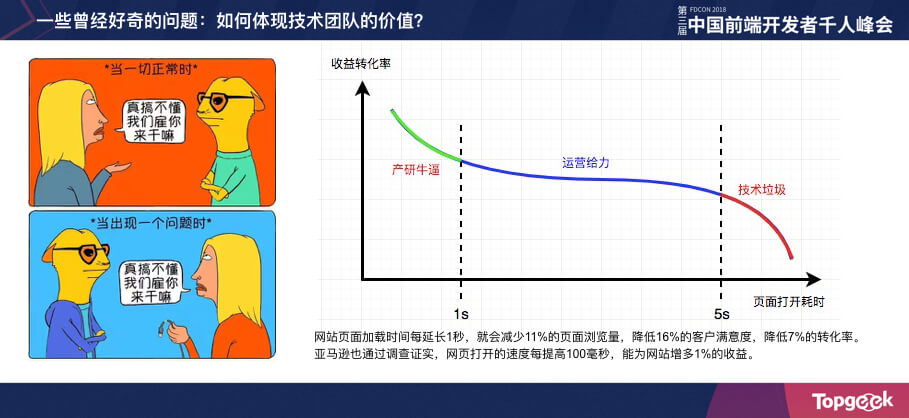 一些曾经好奇的问题：如何体现技术团队的价值？
第三届
FDCON 2018
中国前端开发者千人峰会
*当一切正常时*
真搞不懂
我们雇你
来干嘛
*当出现一个问题时*
真搞不懂
我们雇你
来干嘛
收益转化率
产研牛逼
运营给力
技术垃圾
1s
5s
页面打开耗时
网站页面加载时间每延长1秒，就会减少11%的页面浏览量，降低16%的客户满意度，降低7%的转化率。
亚马逊也通过调查证实，网页打开的速度每提高100毫秒，能为网站增多1%的收益。
Topgeek